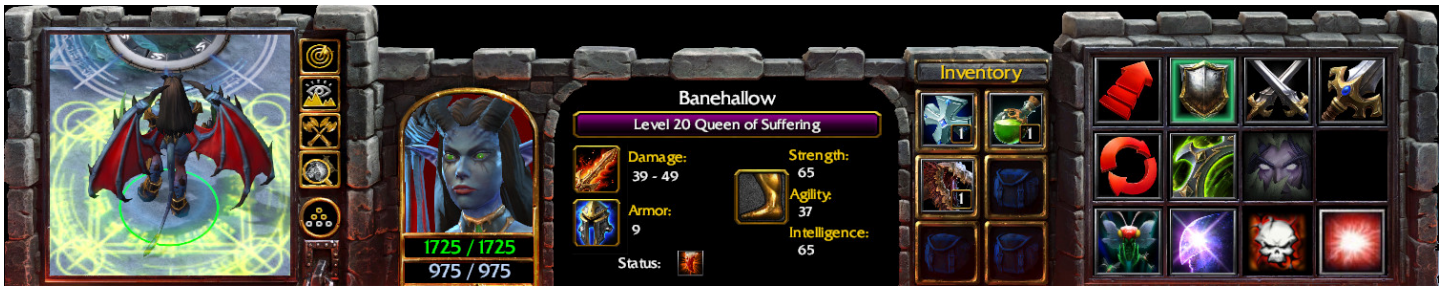 Banehallow
Level 20 Queen of Suffering
Damage:
39 - 49
Armor:
9
Status:
Strength:
65
Agility:
37
Intelligence:
65
1725 / 1725
975 / 975
Inventory
1
1
1